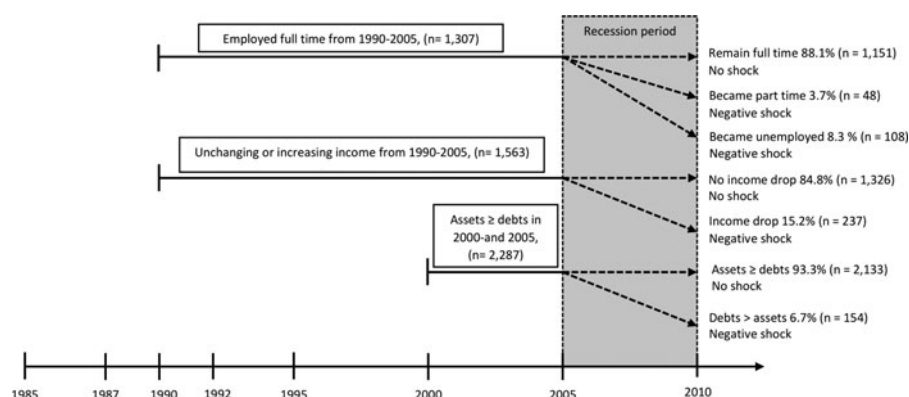 Employed full time from 1990-2005, (n= 1,307)
Recession period
Remain full time 88.1% (n = 1,151)
No shock
Became part time 3.7% (n = 48)
Negative shock
Became unemployed 8.3 % (n = 108)
Negative shock
Unchanging or increasing income from 1990-2005, (n= 1,563)
No income drop 84.8% (n = 1,326)
No shock
Income drop 15.2% (n = 237)
Negative shock
Assets ≥ debts in
2000-and 2005,
(n= 2,287)
Assets ≥ debts 93.3% (n = 2,133)
No shock
Debts > assets 6.7% (n = 154)
Negative shock
1985 1987 1990 1992 1995 2000 2005 2010